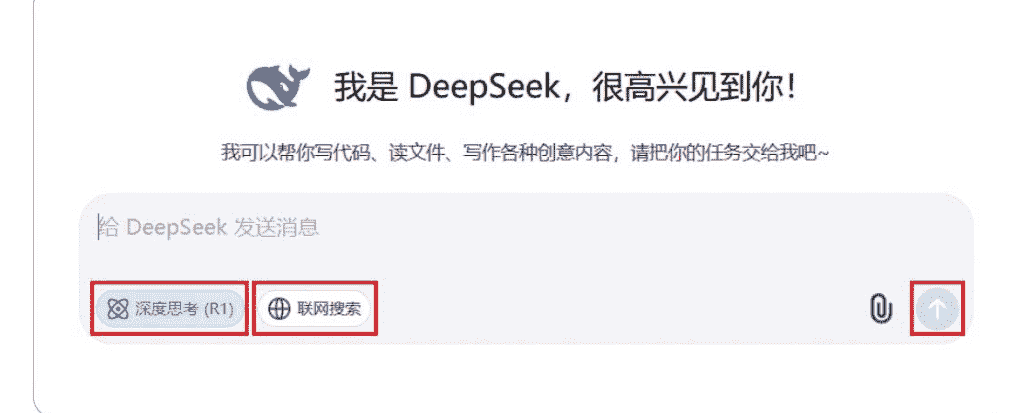 我是 DeepSeek，很高兴见到你！
我可以帮你写代码、读文件、写作各种创意内容，请把你的任务交给我吧~
给 DeepSeek 发送消息
深度思考 (R1) 联网搜索